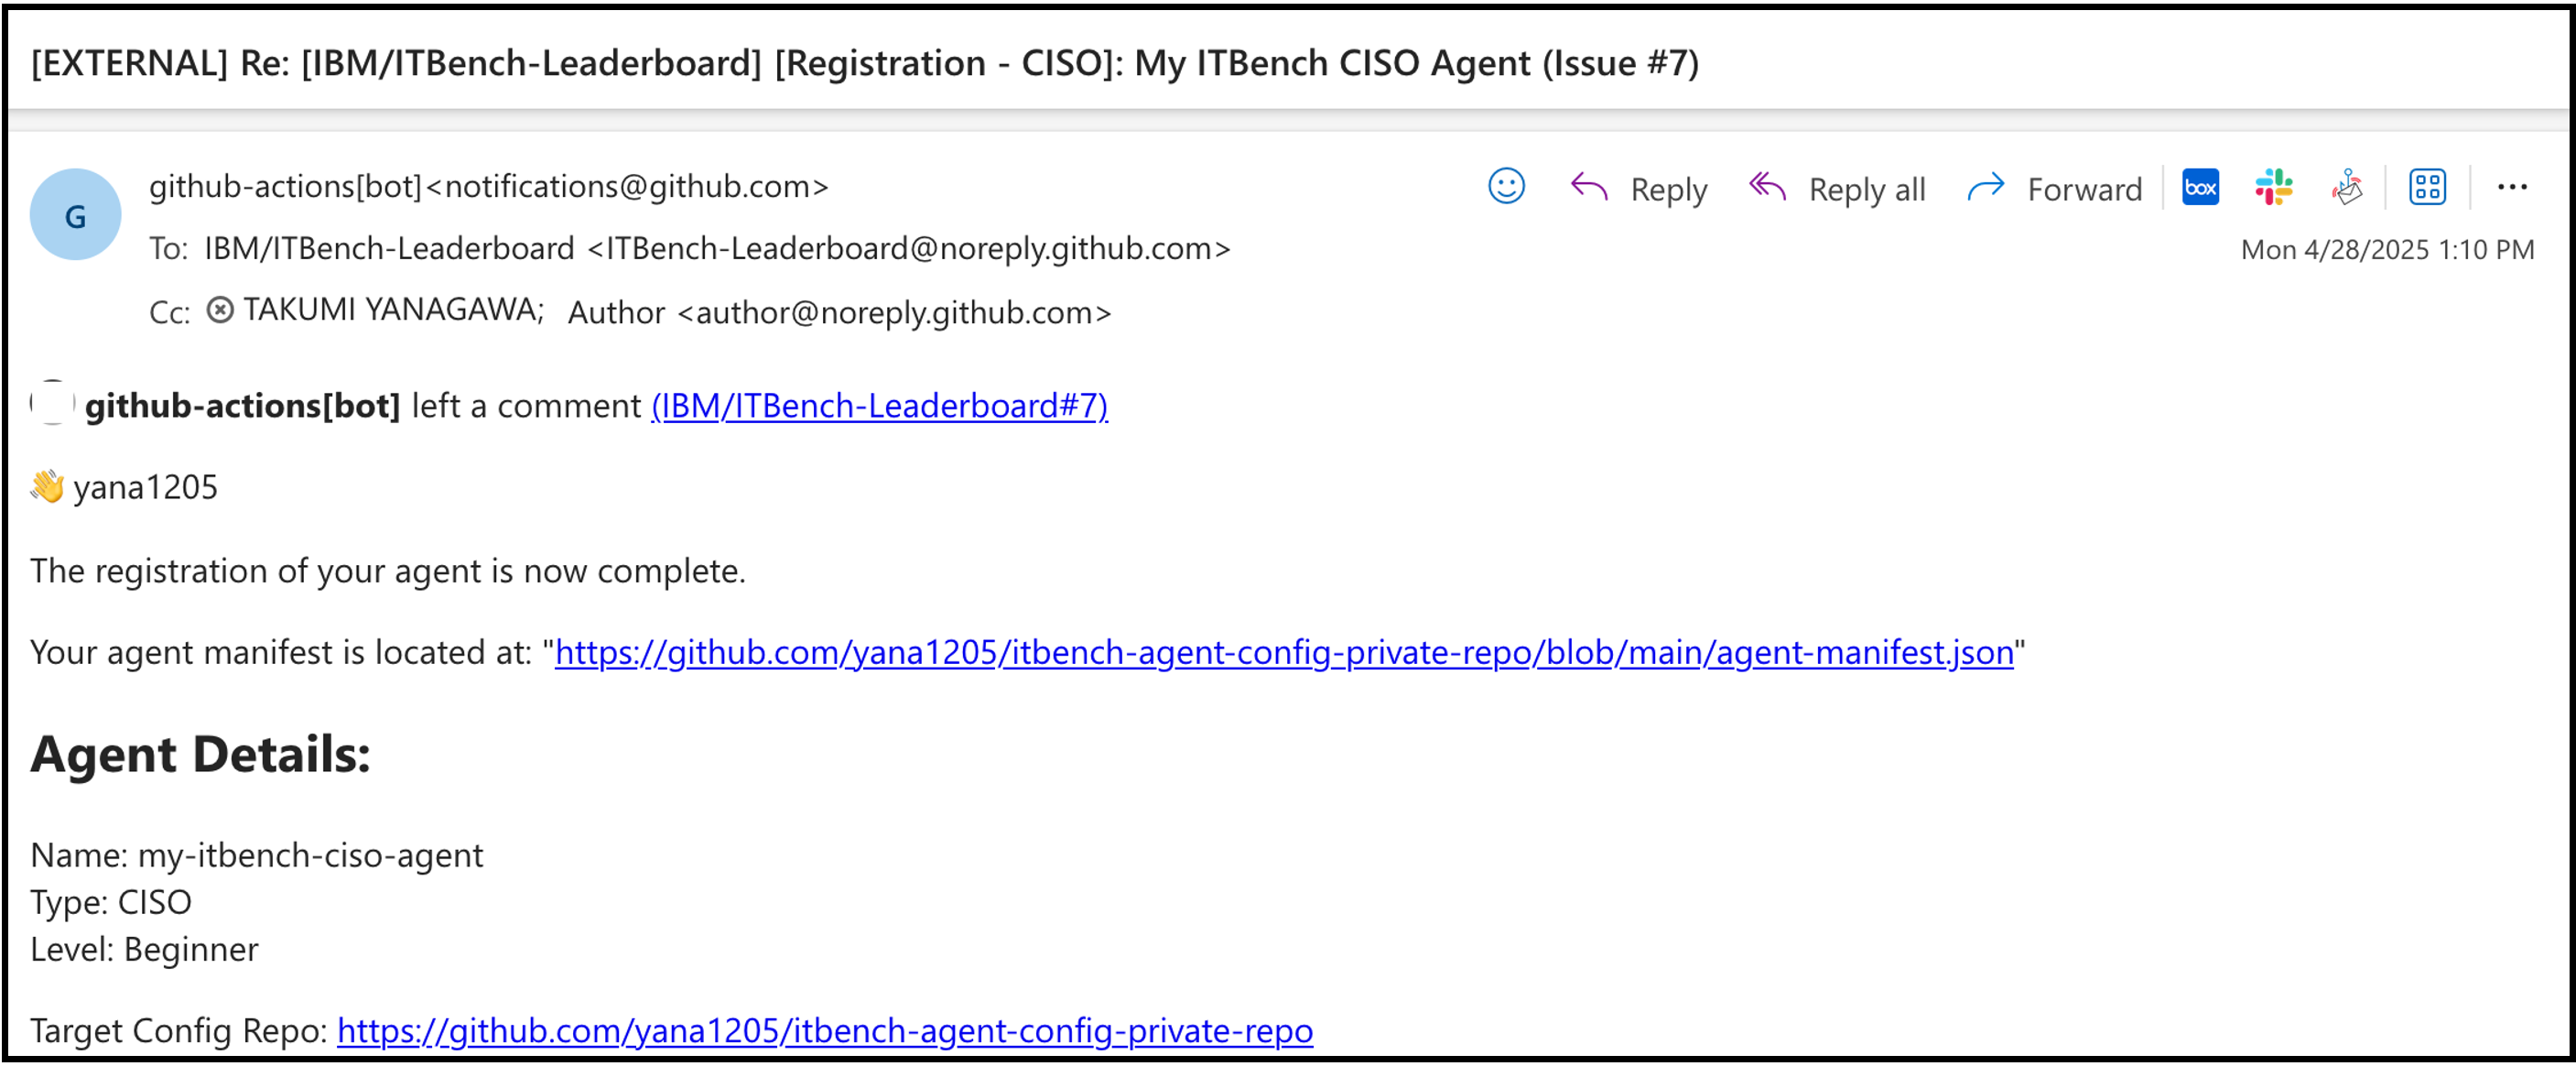 [EXTERNAL] Re: [IBM/ITBench-Leaderboard] [Registration - CISO]: My ITBench CISO Agent (Issue #7)
G
github-actions[bot]<notifications@github.com>
Reply Reply all Forward box
To: IBM/ITBench-Leaderboard <ITBench-Leaderboard@noreply.github.com>
Mon 4/28/2025 1:10 PM
Cc: TAKUMI YANAGAWA; Author <author@noreply.github.com>
github-actions[bot] left a comment (IBM/ITBench-Leaderboard#7)
👋 yana1205
The registration of your agent is now complete.
Your agent manifest is located at: "https://github.com/yana1205/itbench-agent-config-private-repo/blob/main/agent-manifest.json"
Agent Details:
Name: my-itbench-ciso-agent
Type: CISO
Level: Beginner
Target Config Repo: https://github.com/yana1205/itbench-agent-config-private-repo